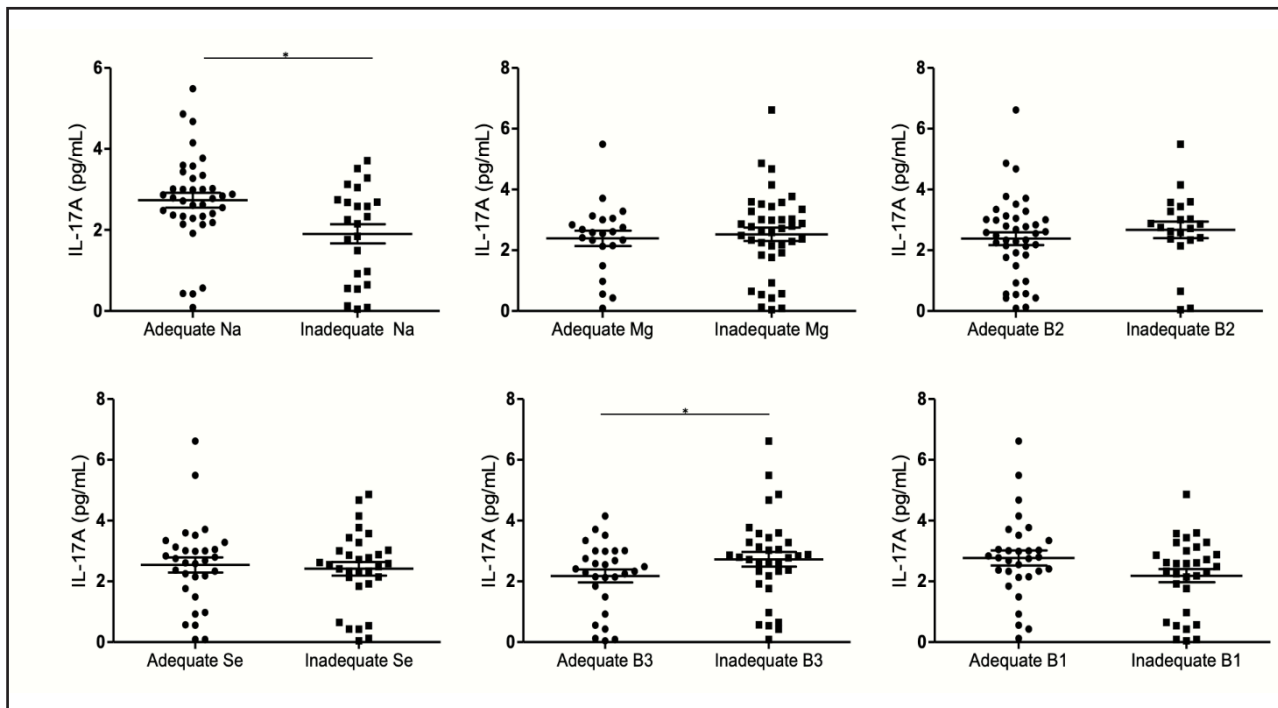 *
6
4
2
0
IL-17A (pg/mL)
Adequate Na
Inadequate Na
8
6
4
2
0
IL-17A (pg/mL)
Adequate Mg
Inadequate Mg
8
6
4
2
0
IL-17A (pg/mL)
Adequate B2
Inadequate B2
8
6
4
2
0
IL-17A (pg/mL)
Adequate Se
Inadequate Se
*
8
6
4
2
0
IL-17A (pg/mL)
Adequate B3
Inadequate B3
8
6
4
2
0
IL-17A (pg/mL)
Adequate B1
Inadequate B1